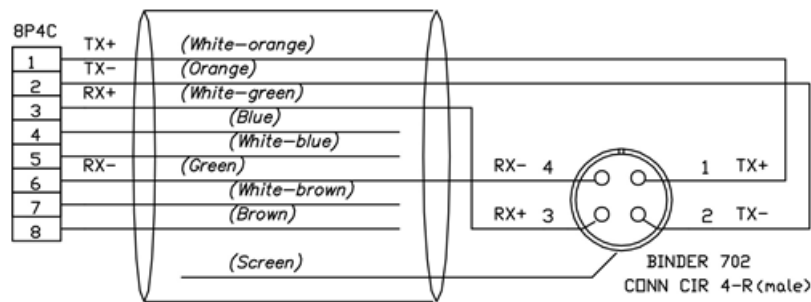 8P4C
TX+ (White-orange)
1
TX- (Orange)
2
RX+ (White-green)
3
(Blue)
4
(White-blue)
5
RX- (Green)
6
(White-brown)
7
(Brown)
8
(Screen)
RX- 4 1 TX+
RX+ 3 2 TX-
BINDER 702
CONN CIR 4-R (male)